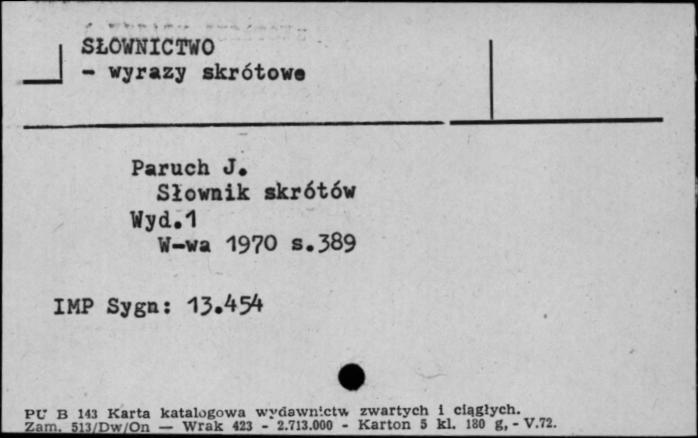 SŁOWNICTWO
- wyrazy skrótowe
Paruch J.
Słownik skrótów
Wyd.1
W-wa 1970 s.389
IMP Sygn: 13.454
PU B 143 Karta katalogowa wydawnictw zwartych i ciągłych.
Zam. 513/Dw/On — Wrak 423 - 2.713.000 - Karton 5 kl. 180 g, - V.72.